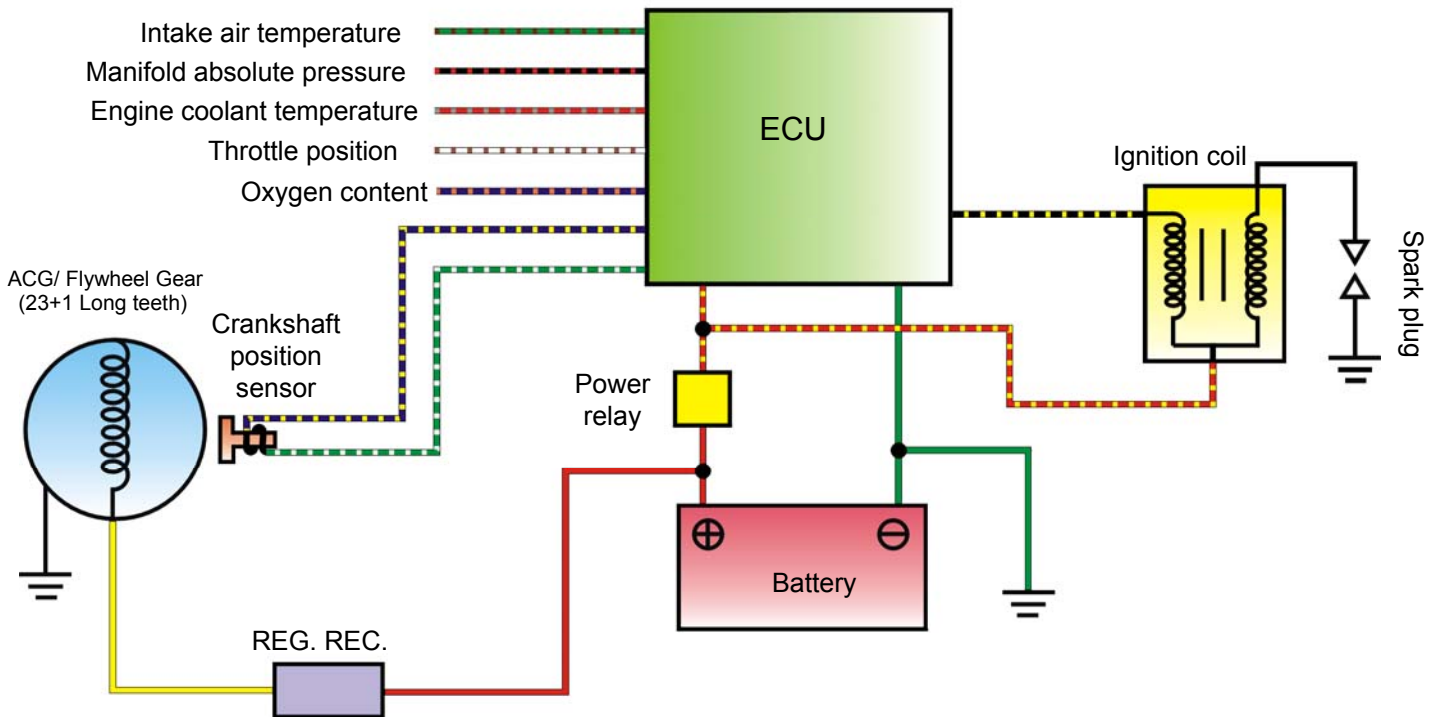 Intake air temperature
Manifold absolute pressure
Engine coolant temperature
Throttle position
Oxygen content
ECU
Ignition coil
Spark plug
ACG/ Flywheel Gear
(23+1 Long teeth)
Crankshaft
position
sensor
Power
relay
Battery
REG. REC.